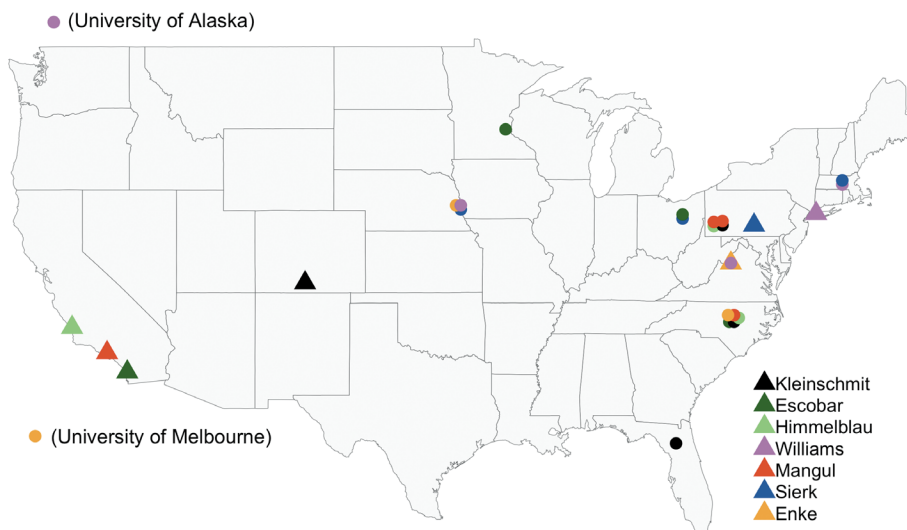 (University of Alaska)
(University of Melbourne)
Kleinschmit
Escobar
Himmelblau
Williams
Mangul
Sierk
Enke